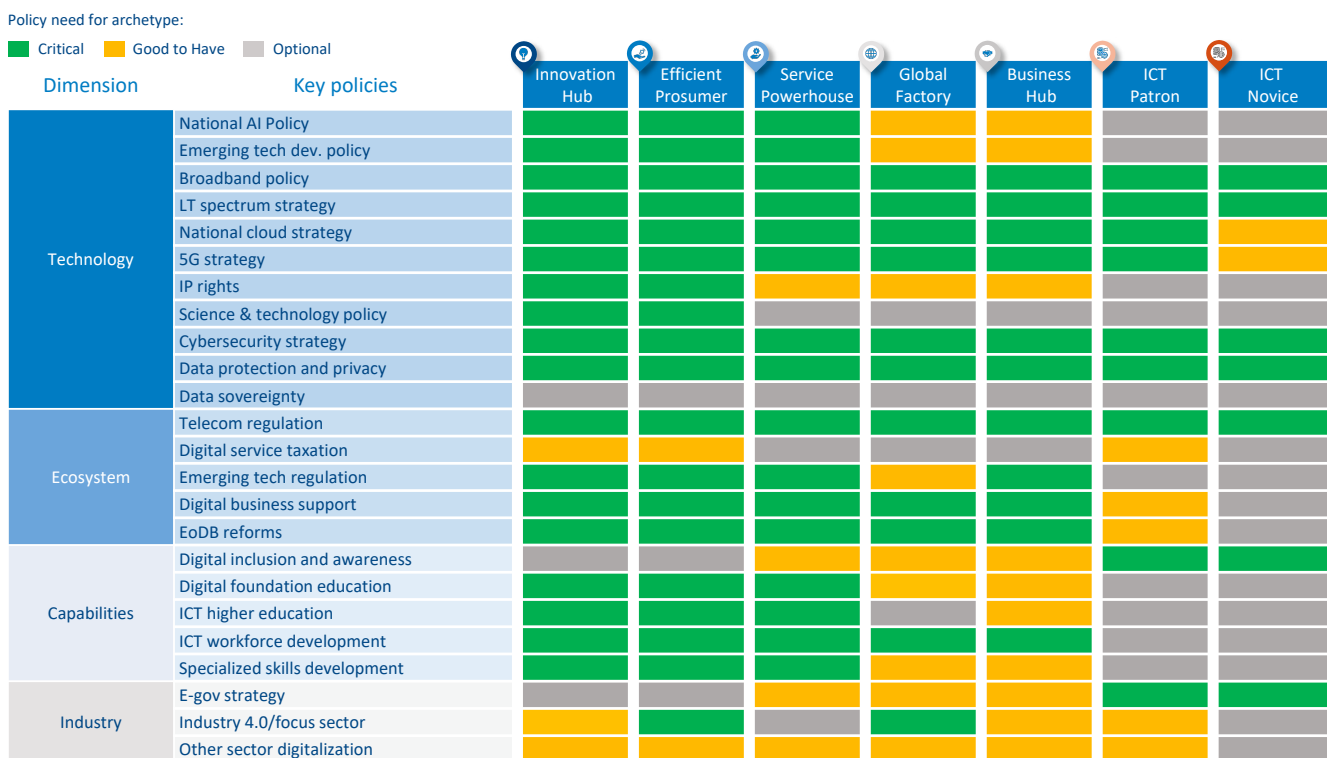 Policy need for archetype:
Critical Good to Have Optional
Dimension Key policies
Innovation Hub
Efficient Prosumer
Service Powerhouse
Global Factory
Business Hub
ICT Patron
ICT Novice
Technology
National AI Policy
Emerging tech dev. policy
Broadband policy
LT spectrum strategy
National cloud strategy
5G strategy
IP rights
Science & technology policy
Cybersecurity strategy
Data protection and privacy
Data sovereignty
Ecosystem
Telecom regulation
Digital service taxation
Emerging tech regulation
Digital business support
EoDB reforms
Capabilities
Digital inclusion and awareness
Digital foundation education
ICT higher education
ICT workforce development
Specialized skills development
Industry
E-gov strategy
Industry 4.0/focus sector
Other sector digitalization